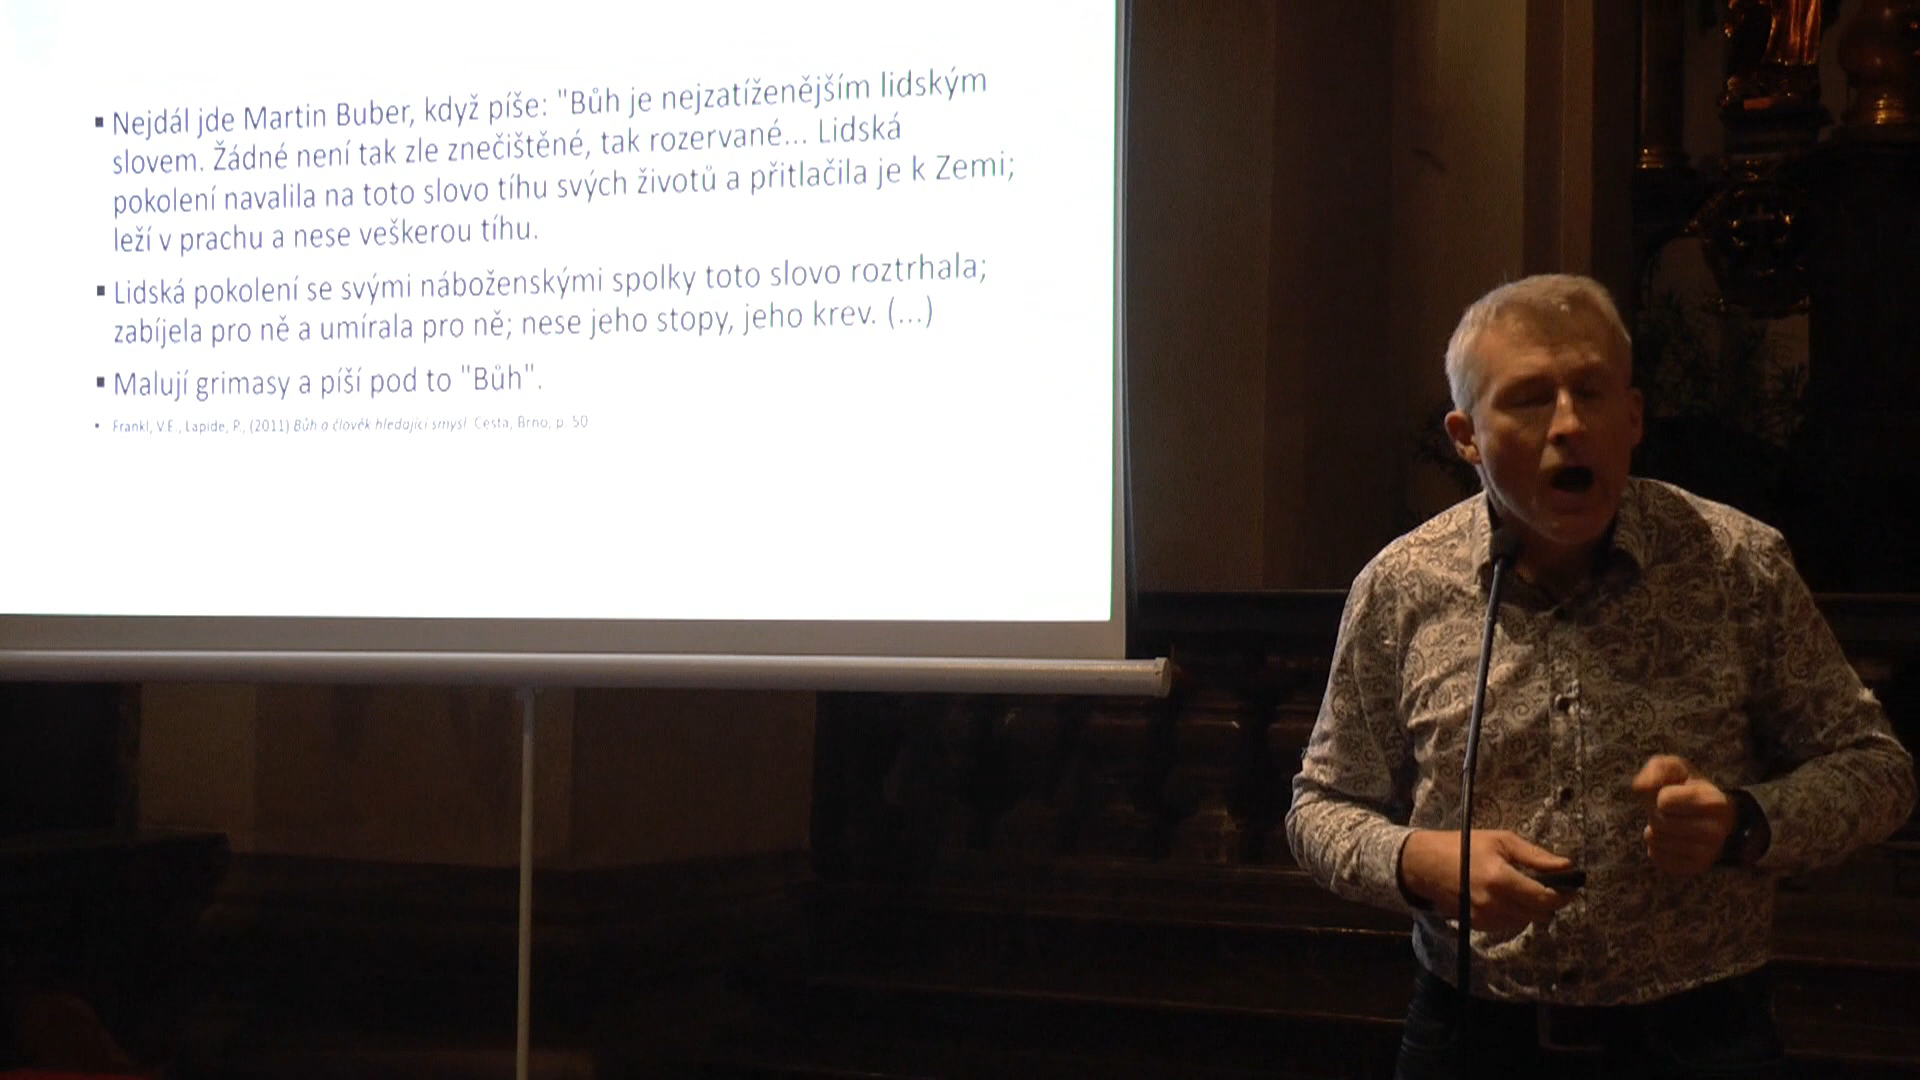 ▪ Nejdál jde Martin Buber, když píše: "Bůh je nejzatíženějším lidským
slovem. Žádné není tak zle znečištěné, tak rozervané... Lidská
pokolení navalila na toto slovo tíhu svých životů a přitlačila je k Zemi;
leží v prachu a nese veškerou tíhu.
▪ Lidská pokolení se svými náboženskými spolky toto slovo roztrhala;
zabíjela pro ně a umírala pro ně; nese jeho stopy, jeho krev. (...)
▪ Malují grimasy a píší pod to "Bůh".
• Frankl, V.E., Lapide, P., (2011) Bůh a člověk hledající smysl. Cesta, Brno, p. 50